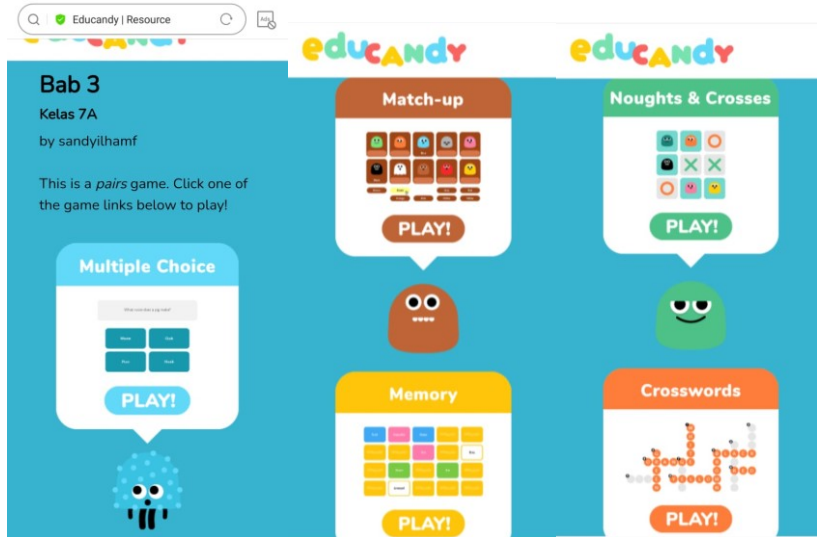 Educandy | Resource
Ads
Bab 3
Kelas 7A
by sandyilhamf
This is a pairs game. Click one of
the game links below to play!
Multiple Choice
PLAY!
educandy
Match-up
PLAY!
Memory
PLAY!
educandy
Noughts & Crosses
PLAY!
Crosswords
PLAY!